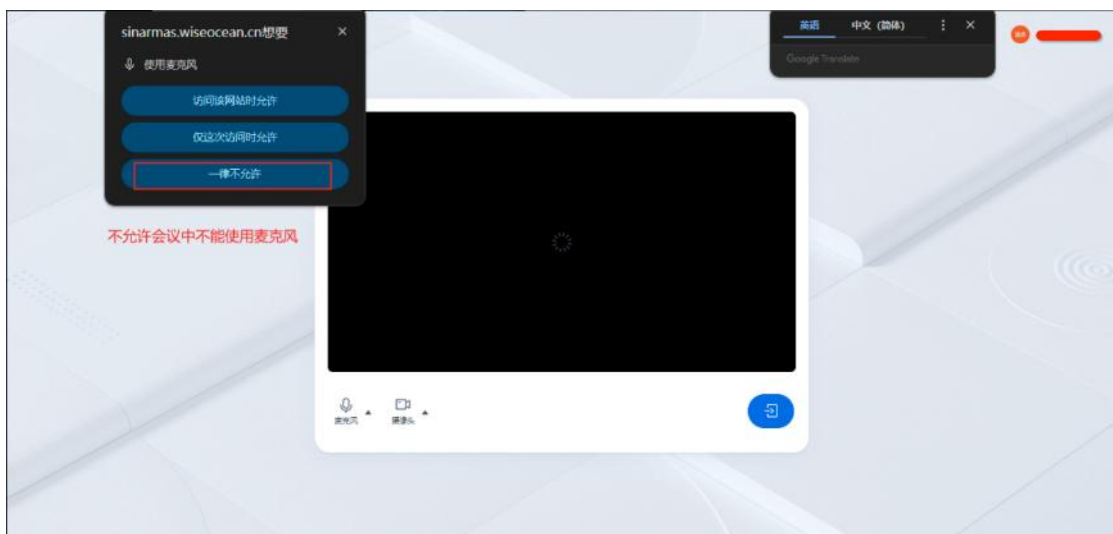 sinarmas.wiseocean.cn想要
使用麦克风
访问该网站时允许
仅这次访问时允许
一律不允许
不允许会议中不能使用麦克风
英语 中文（简体）
Google Translate
麦克风 摄像头